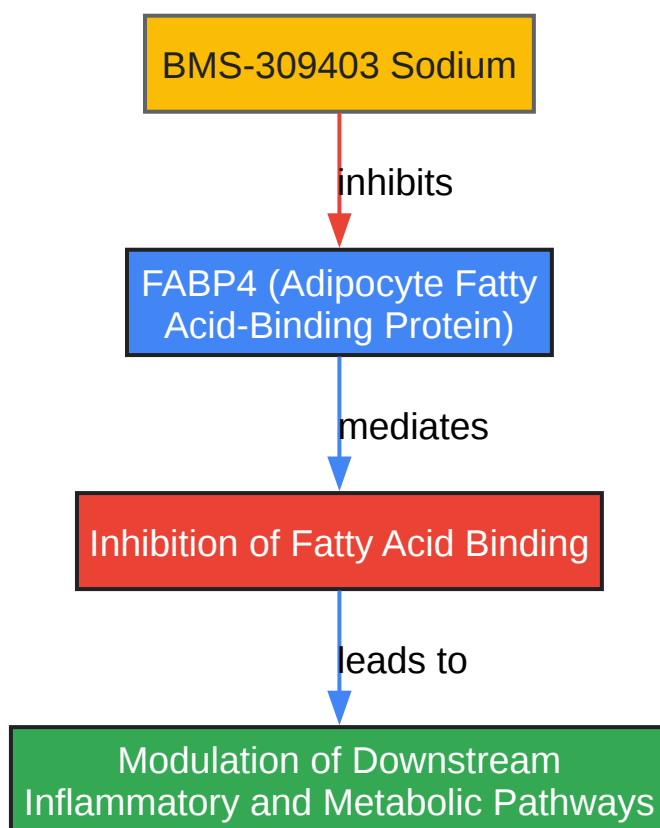 BMS-309403 Sodium
inhibits
FABP4 (Adipocyte Fatty
Acid-Binding Protein)
mediates
Inhibition of Fatty Acid Binding
leads to
Modulation of Downstream
Inflammatory and Metabolic Pathways